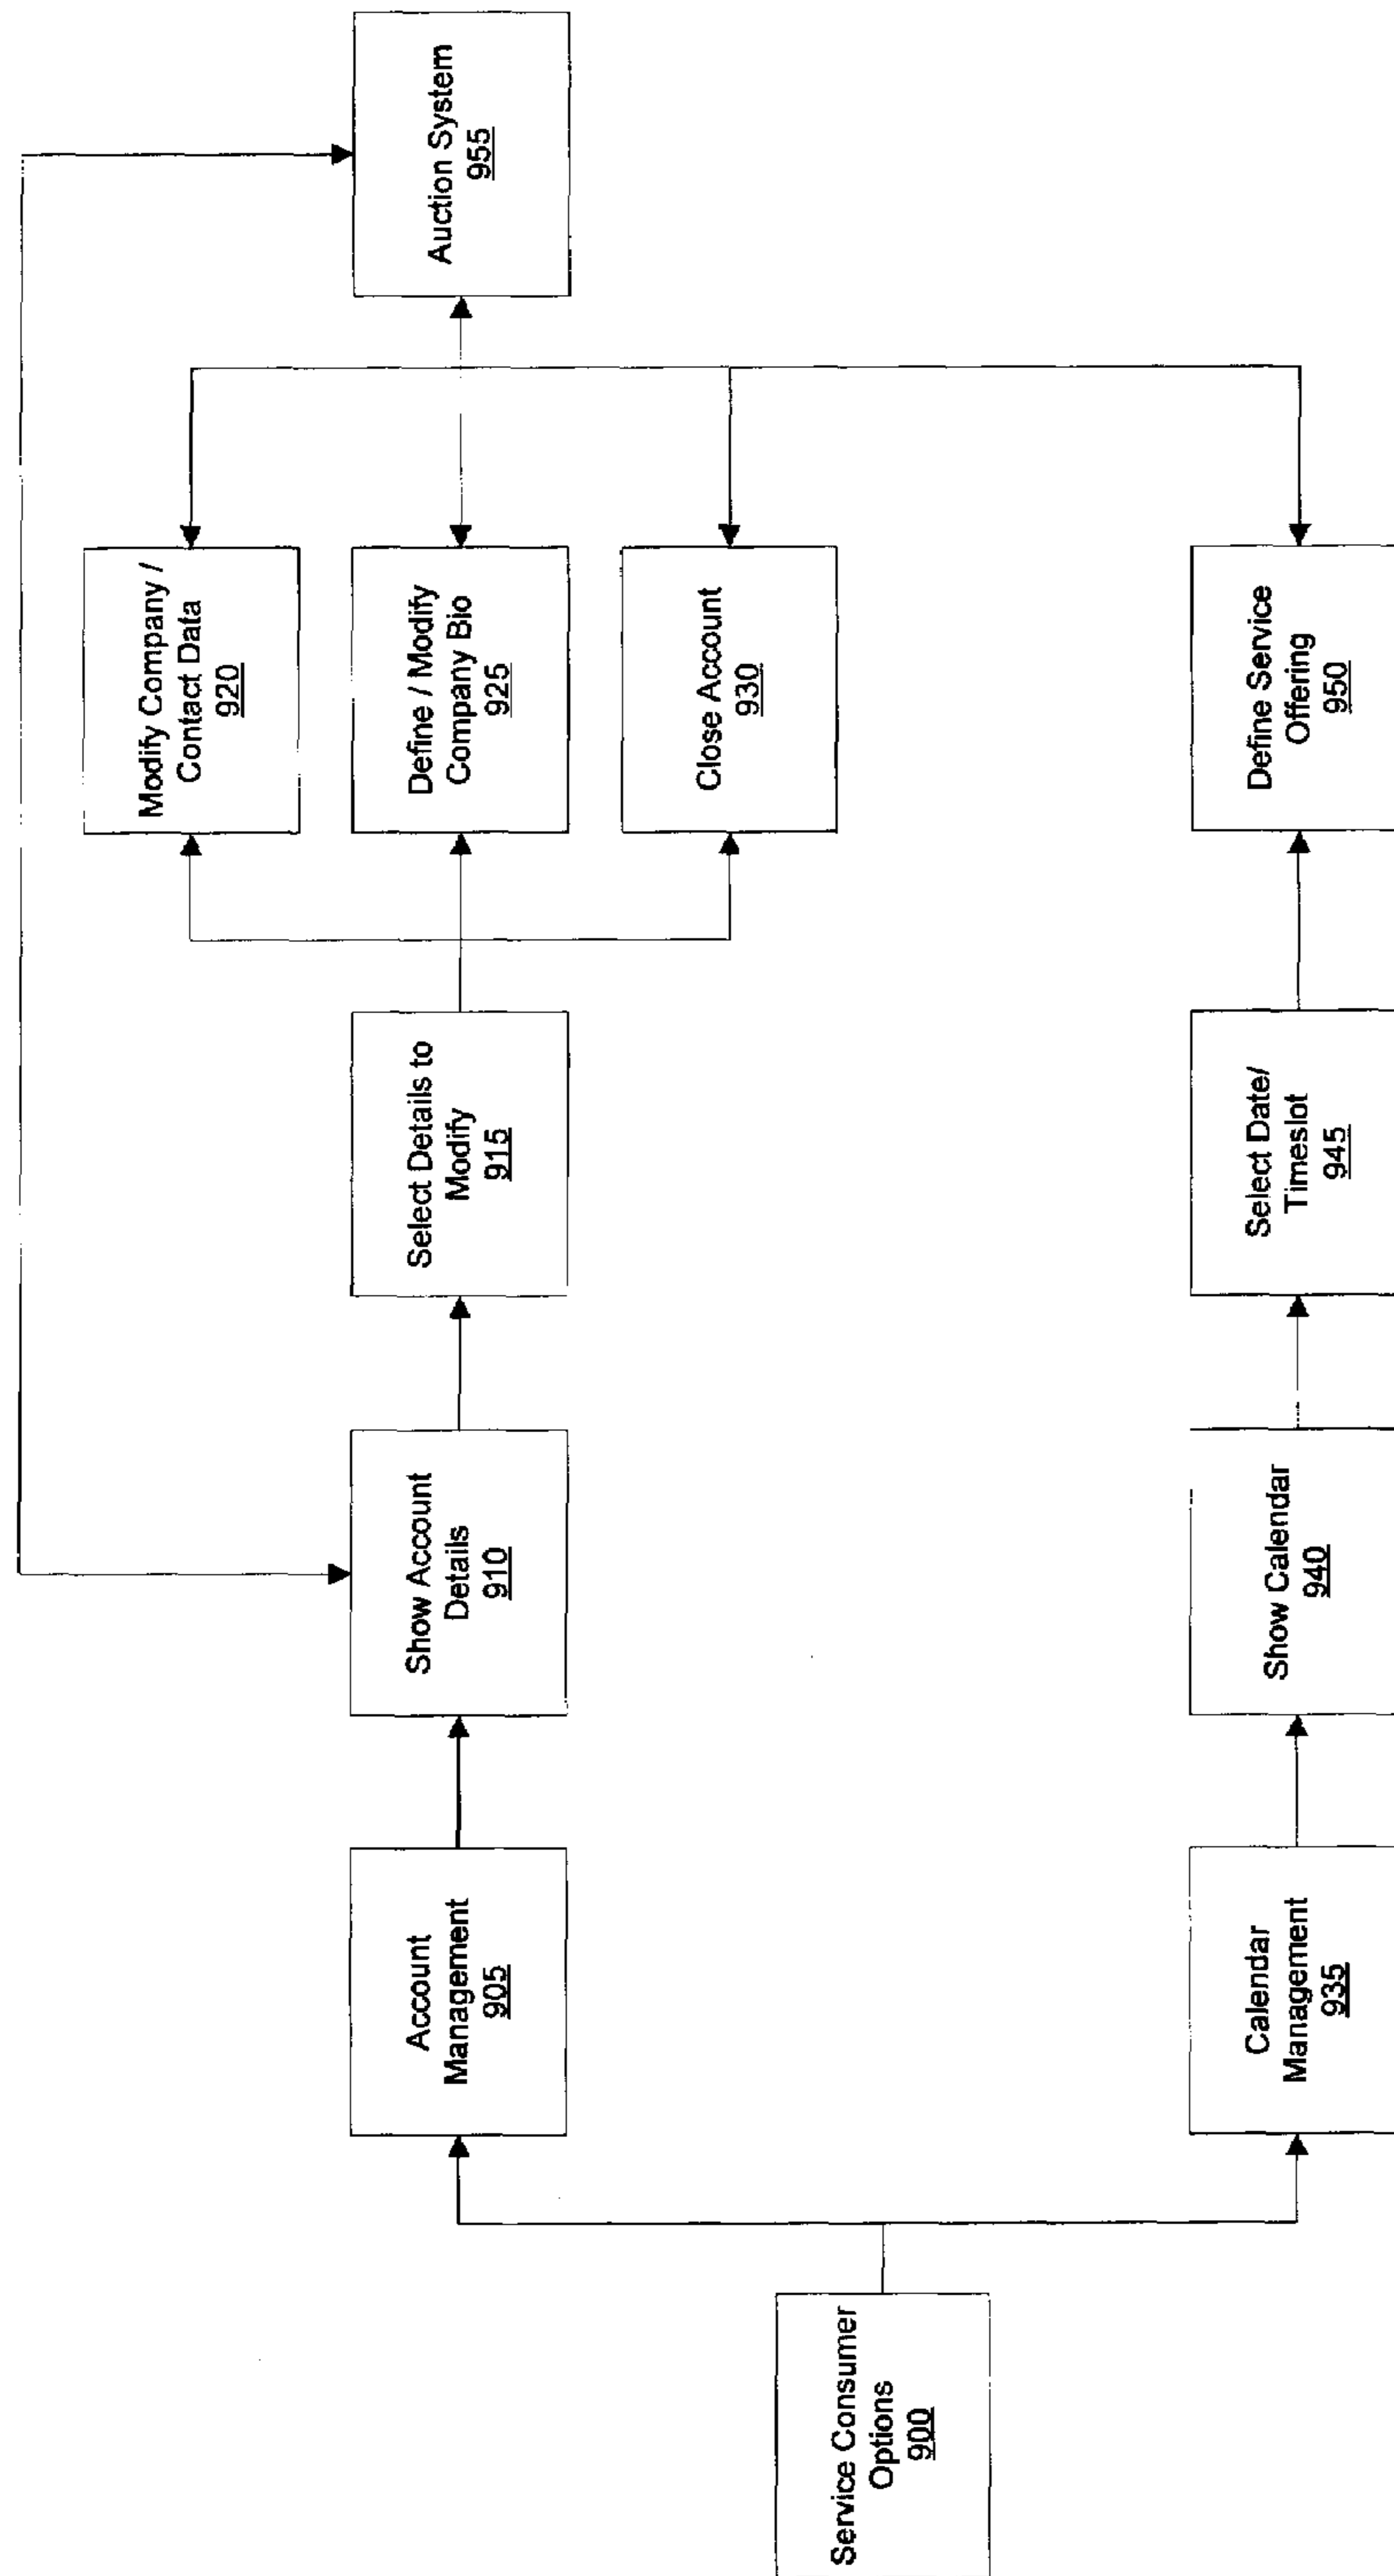 Service Consumer
Options
900
Account
Management
905
Show Account
Details
910
Select Details to
Modify
915
Modify Company /
Contact Data
920
Define / Modify
Company Bio
925
Close Account
930
Calendar
Management
935
Show Calendar
940
Select Date/
Timeslot
945
Define Service
Offering
950
Auction System
955